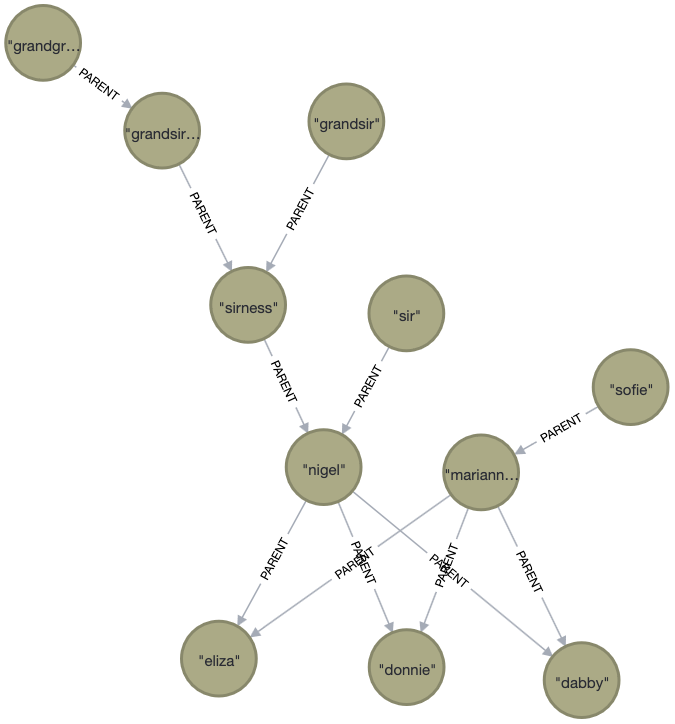 "grandgr…
PARENT
"grandsir…
"grandsir"
PARENT
PARENT
"sirness"
"sir"
PARENT
PARENT
"sofie"
PARENT
"nigel"
"mariann…
PARENT
PARENT
PARENT
PARENT
PARENT
PARENT
"eliza"
"donnie"
"dabby"